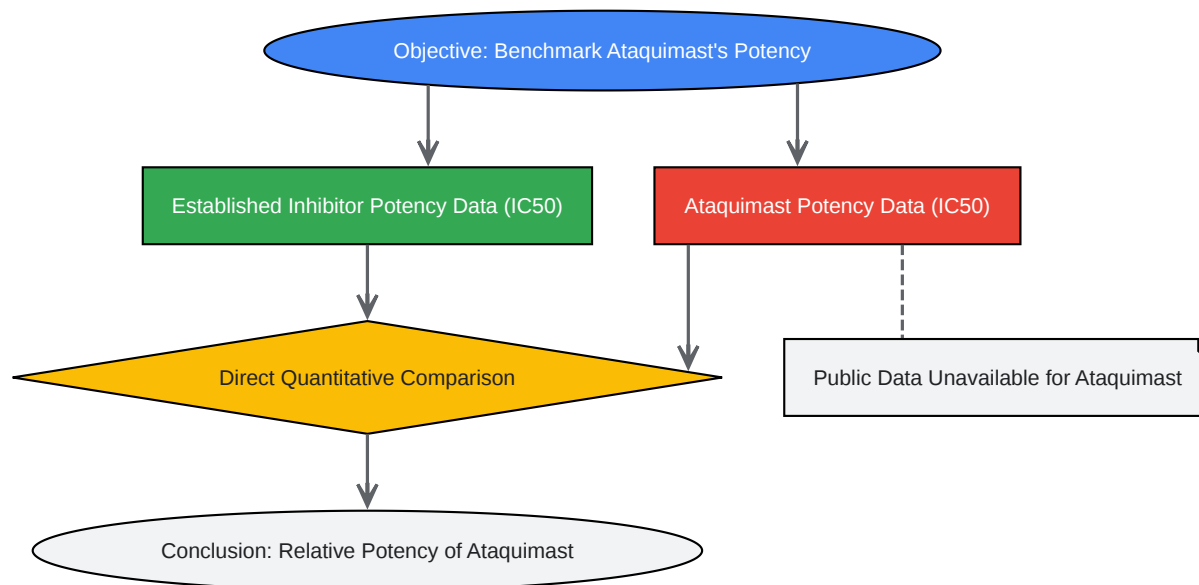 Objective: Benchmark Ataquimast's Potency
Established Inhibitor Potency Data (IC50)
Ataquimast Potency Data (IC50)
Direct Quantitative Comparison
Public Data Unavailable for Ataquimast
Conclusion: Relative Potency of Ataquimast